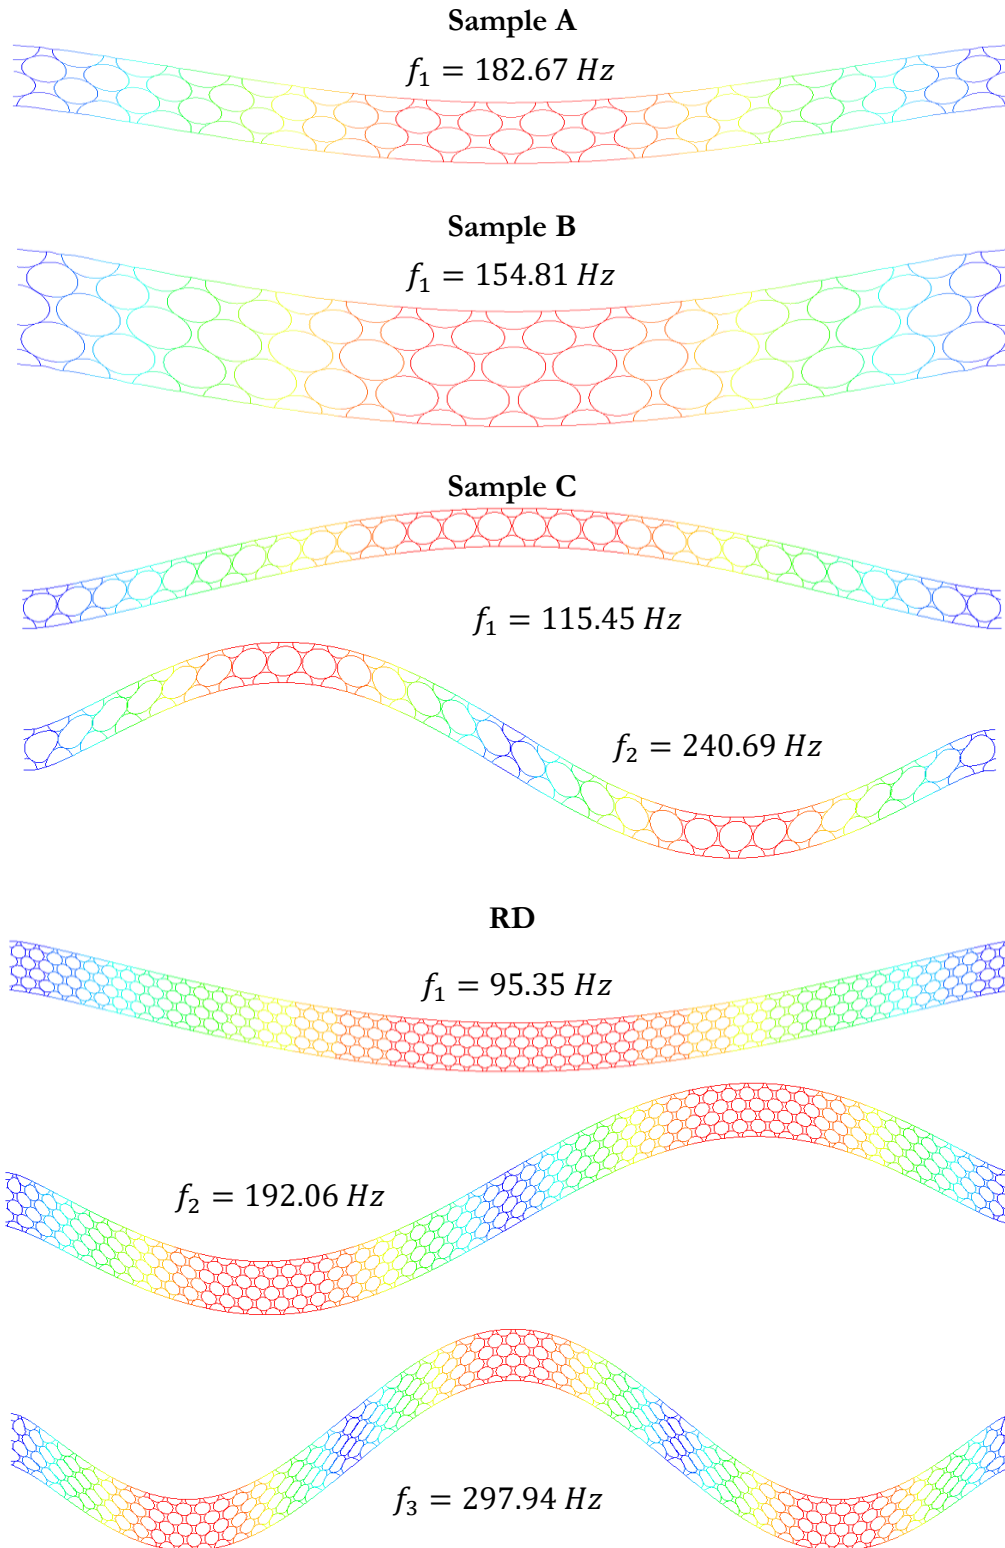 Sample A
f₁ = 182.67 Hz
Sample B
f₁ = 154.81 Hz
Sample C
f₁ = 115.45 Hz
f₂ = 240.69 Hz
RD
f₁ = 95.35 Hz
f₂ = 192.06 Hz
f₃ = 297.94 Hz